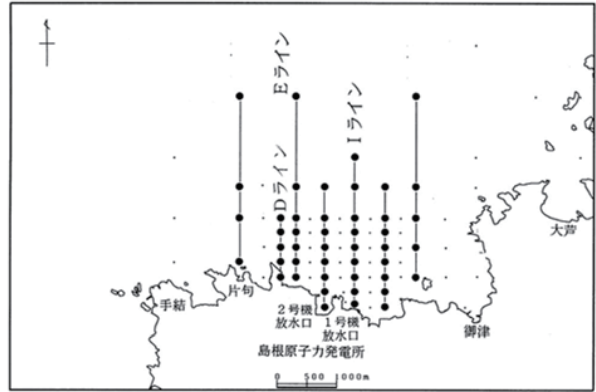 Eライン
Iライン
Dライン
大芦
片句
手結
2号機
放水口
1号機
放水口
御津
島根原子力発電所
0 500 1000m